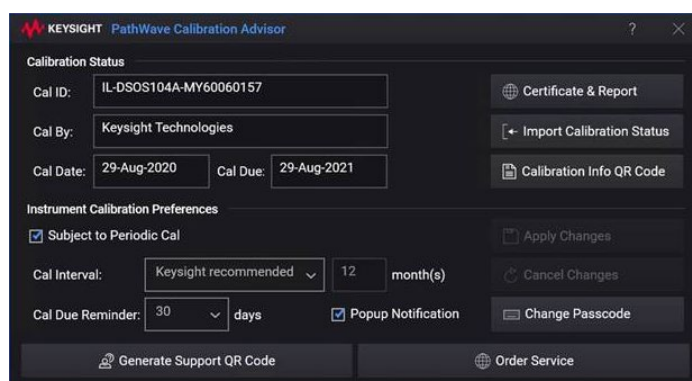 KEYSIGHT PathWave Calibration Advisor ?
Calibration Status
Cal ID: IL-DSOS104A-MY60060157 Certificate & Report
Cal By: Keysight Technologies Import Calibration Status
Cal Date: 29-Aug-2020 Cal Due: 29-Aug-2021 Calibration Info QR Code
Instrument Calibration Preferences
Subject to Periodic Cal Apply Changes
Cal Interval: Keysight recommended 12 month(s) Cancel Changes
Cal Due Reminder: 30 days Popup Notification Change Passcode
Generate Support QR Code Order Service